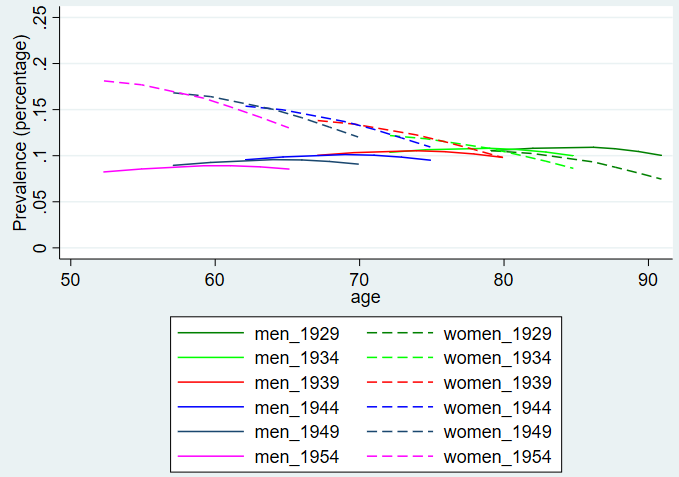 .25
.2
.15
.1
.05
0
Prevalence (percentage)
50 60 70 80 90
age
men_1929 women_1929
men_1934 women_1934
men_1939 women_1939
men_1944 women_1944
men_1949 women_1949
men_1954 women_1954